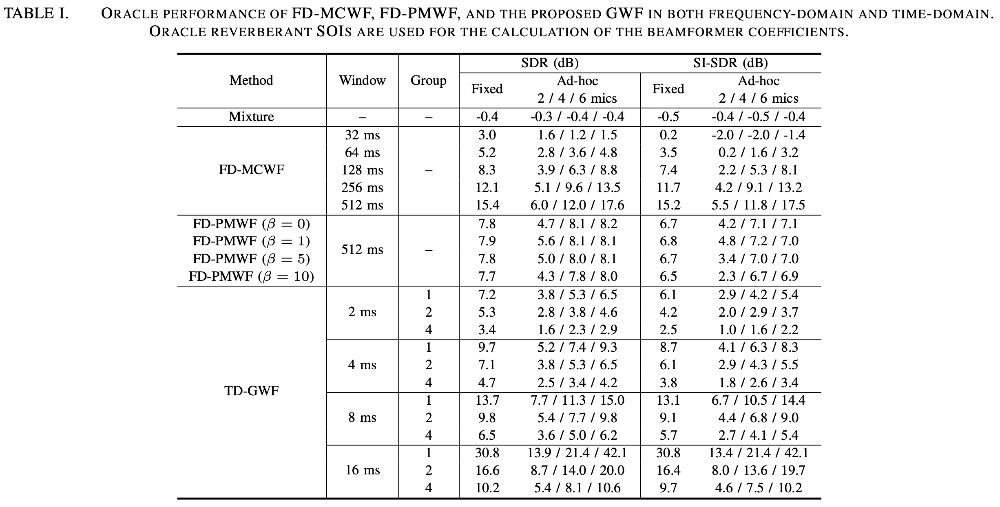 TABLE I. ORACLE PERFORMANCE OF FD-MCWF, FD-PMWF, AND THE PROPOSED GWF IN BOTH FREQUENCY-DOMAIN AND TIME-DOMAIN.
ORACLE REVERBERANT SOIS ARE USED FOR THE CALCULATION OF THE BEAMFORMER COEFFICIENTS.
Method Window Group SDR (dB) SI-SDR (dB)
Fixed Ad-hoc Fixed Ad-hoc
2 / 4 / 6 mics 2 / 4 / 6 mics
Mixture – – -0.4 -0.3 / -0.4 / -0.4 -0.5 -0.4 / -0.5 / -0.4
32 ms 3.0 1.6 / 1.2 / 1.5 0.2 -2.0 / -2.0 / -1.4
64 ms 5.2 2.8 / 3.6 / 4.8 3.5 0.2 / 1.6 / 3.2
FD-MCWF 128 ms – 8.3 3.9 / 6.3 / 8.8 7.4 2.2 / 5.3 / 8.1
256 ms 12.1 5.1 / 9.6 / 13.5 11.7 4.2 / 9.1 / 13.2
512 ms 15.4 6.0 / 12.0 / 17.6 15.2 5.5 / 11.8 / 17.5
FD-PMWF (β = 0) 7.8 4.7 / 8.1 / 8.2 6.7 4.2 / 7.1 / 7.1
FD-PMWF (β = 1) 7.9 5.6 / 8.1 / 8.1 6.8 4.8 / 7.2 / 7.0
512 ms –
FD-PMWF (β = 5) 7.8 5.0 / 8.0 / 8.1 6.7 3.4 / 7.0 / 7.0
FD-PMWF (β = 10) 7.7 4.3 / 7.8 / 8.0 6.5 2.3 / 6.7 / 6.9
1 7.2 3.8 / 5.3 / 6.5 6.1 2.9 / 4.2 / 5.4
2 ms 2 5.3 2.8 / 3.8 / 4.6 4.2 2.0 / 2.9 / 3.7
4 3.4 1.6 / 2.3 / 2.9 2.5 1.0 / 1.6 / 2.2
1 9.7 5.2 / 7.4 / 9.3 8.7 4.1 / 6.3 / 8.3
4 ms 2 7.1 3.8 / 5.3 / 6.5 6.1 2.9 / 4.3 / 5.5
4 4.7 2.5 / 3.4 / 4.2 3.8 1.8 / 2.6 / 3.4
TD-GWF
1 13.7 7.7 / 11.3 / 15.0 13.1 6.7 / 10.5 / 14.4
8 ms 2 9.8 5.4 / 7.7 / 9.8 9.1 4.4 / 6.8 / 9.0
4 6.5 3.6 / 5.0 / 6.2 5.7 2.7 / 4.1 / 5.4
1 30.8 13.9 / 21.4 / 42.1 30.8 13.4 / 21.4 / 42.1
16 ms 2 16.6 8.7 / 14.0 / 20.0 16.4 8.0 / 13.6 / 19.7
4 10.2 5.4 / 8.1 / 10.6 9.7 4.6 / 7.5 / 10.2